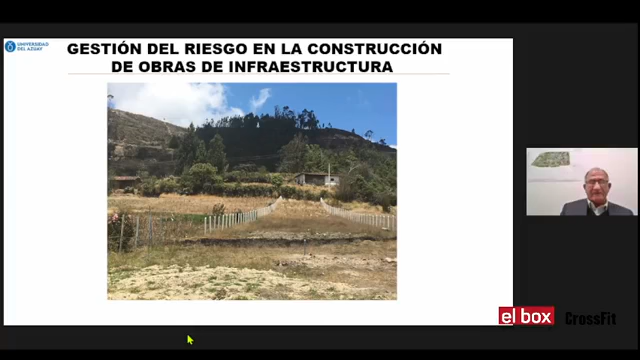 UNIVERSIDAD
DEL AZUAY
GESTIÓN DEL RIESGO EN LA CONSTRUCCIÓN
DE OBRAS DE INFRAESTRUCTURA
el box
CrossFit